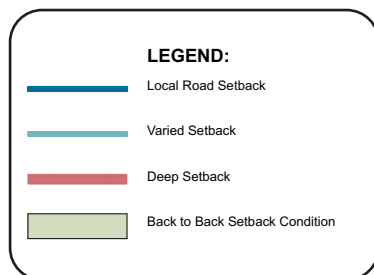 LEGEND:
Local Road Setback
Varied Setback
Deep Setback
Back to Back Setback Condition